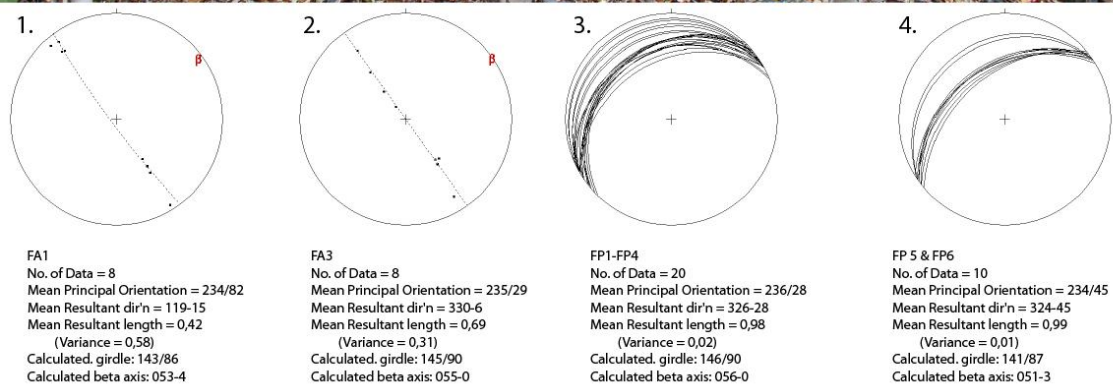 1.
2.
3.
4.
β
β
FA1
No. of Data = 8
Mean Principal Orientation = 234/82
Mean Resultant dir'n = 119-15
Mean Resultant length = 0,42
(Variance = 0,58)
Calculated. girdle: 143/86
Calculated beta axis: 053-4
FA3
No. of Data = 8
Mean Principal Orientation = 235/29
Mean Resultant dir'n = 330-6
Mean Resultant length = 0,69
(Variance = 0,31)
Calculated. girdle: 145/90
Calculated beta axis: 055-0
FP1-FP4
No. of Data = 20
Mean Principal Orientation = 236/28
Mean Resultant dir'n = 326-28
Mean Resultant length = 0,98
(Variance = 0,02)
Calculated. girdle: 146/90
Calculated beta axis: 056-0
FP 5 & FP6
No. of Data = 10
Mean Principal Orientation = 234/45
Mean Resultant dir'n = 324-45
Mean Resultant length = 0,99
(Variance = 0,01)
Calculated. girdle: 141/87
Calculated beta axis: 051-3